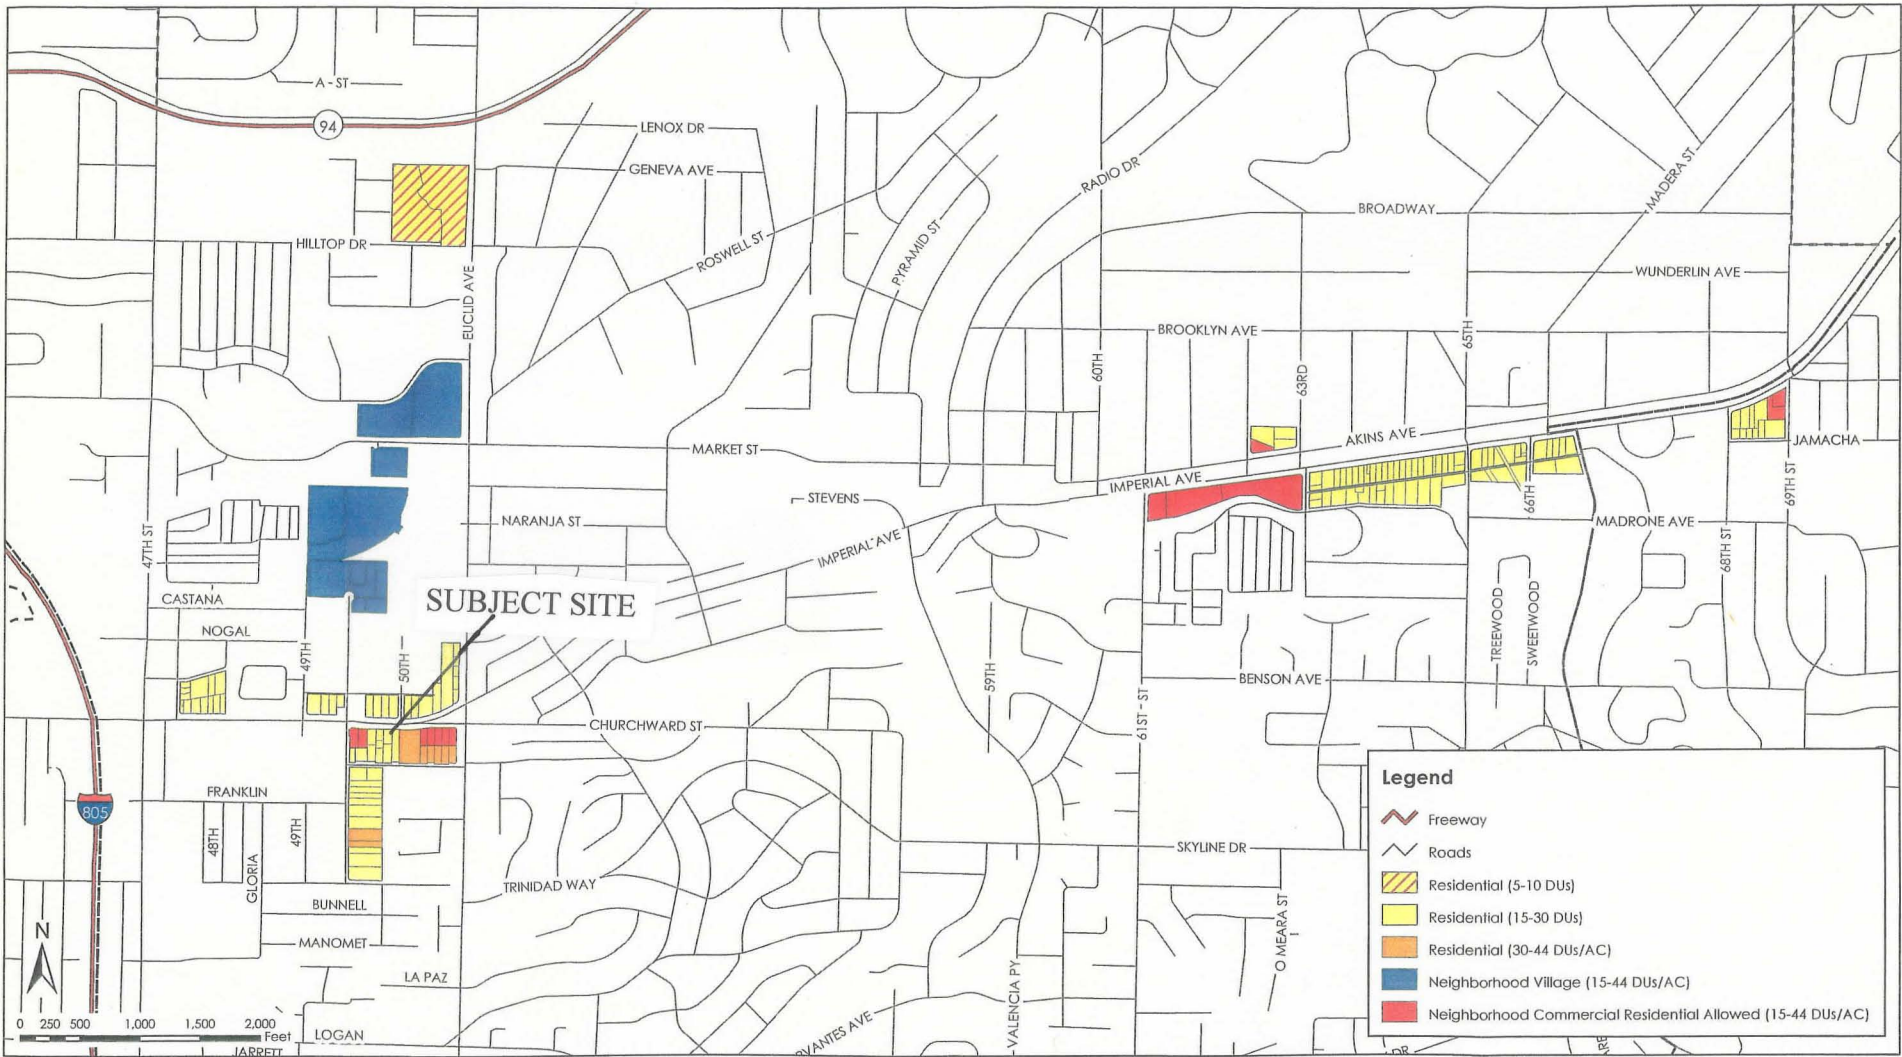 A - ST
94
LENOX DR
GENEVA AVE
RADIO DR
MADERA ST
BROADWAY
HILLTOP DR
ROSWELL ST
PYRAMID ST
WUNDERLIN AVE
EUCLID AVE
BROOKLYN AVE
65TH
60TH
63RD
AKINS AVE
JAMACHA
MARKET ST
IMPERIAL AVE
69TH ST
STEVENS
66TH
NARANJA ST
MADRONE AVE
47TH ST
IMPERIAL AVE
68TH ST
CASTANA
SUBJECT SITE
NOGAL
TREEWOOD
SWEETWOOD
49TH
50TH
59TH
BENSON AVE
61ST - ST
CHURCHWARD ST
FRANKLIN
805
48TH
49TH
GLORIA
SKYLINE DR
TRINIDAD WAY
BUNNELL
MANOMET
O MEARA ST
LA PAZ
VALENCIA PY
LOGAN
JARRETT
RVANTES AVE
DR
ARE
N
0 250 500 1,000 1,500 2,000
Feet
Legend
Freeway
Roads
Residential (5-10 DUs)
Residential (15-30 DUs)
Residential (30-44 DUs/AC)
Neighborhood Village (15-44 DUs/AC)
Neighborhood Commercial Residential Allowed (15-44 DUs/AC)